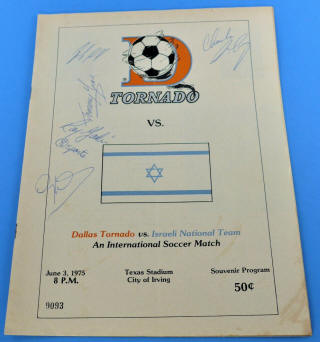 D
TORNADO
VS.
Dallas Tornado vs. Israeli National Team
An International Soccer Match
June 3, 1975 Texas Stadium Souvenir Program
8 P.M. City of Irving 50¢
9093